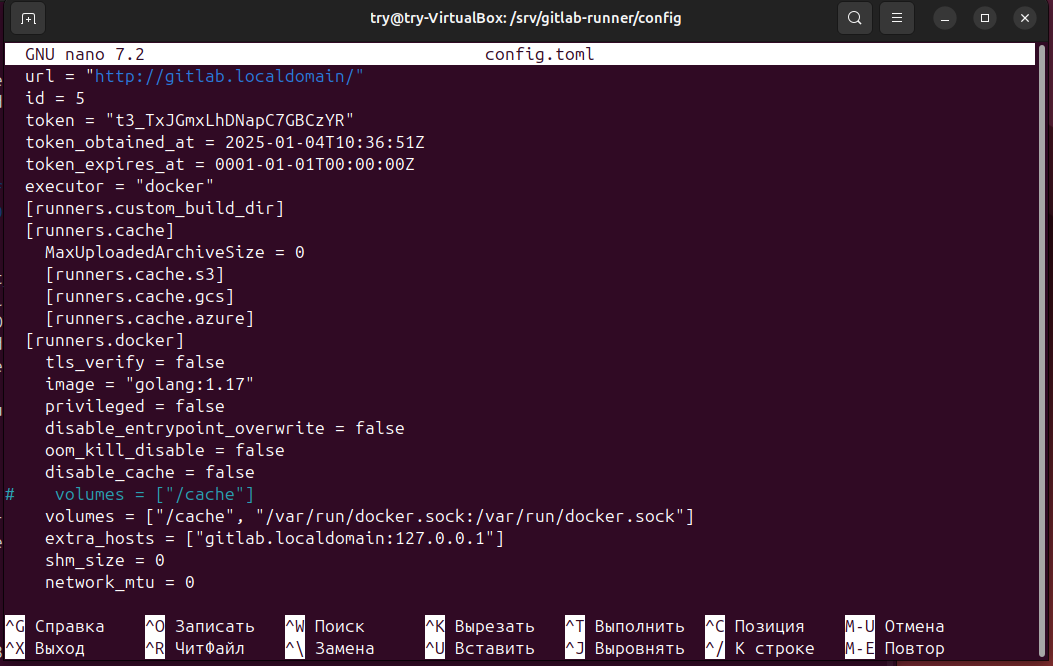 try@try-VirtualBox: /srv/gitlab-runner/config
GNU nano 7.2 config.toml
url = "http://gitlab.localdomain/"
id = 5
token = "t3_TxJGmxLhDNapC7GBCzYR"
token_obtained_at = 2025-01-04T10:36:51Z
token_expires_at = 0001-01-01T00:00:00Z
executor = "docker"
[runners.custom_build_dir]
[runners.cache]
MaxUploadedArchiveSize = 0
[runners.cache.s3]
[runners.cache.gcs]
[runners.cache.azure]
[runners.docker]
tls_verify = false
image = "golang:1.17"
privileged = false
disable_entrypoint_overwrite = false
oom_kill_disable = false
disable_cache = false
# volumes = ["/cache"]
volumes = ["/cache", "/var/run/docker.sock:/var/run/docker.sock"]
extra_hosts = ["gitlab.localdomain:127.0.0.1"]
shm_size = 0
network_mtu = 0
^G Справка ^O Записать ^W Поиск ^K Вырезать ^T Выполнить ^C Позиция M-U Отмена
^X Выход ^R ЧитФайл ^\ Замена ^U Вставить ^J Выровнять ^/ К строке M-E Повтор